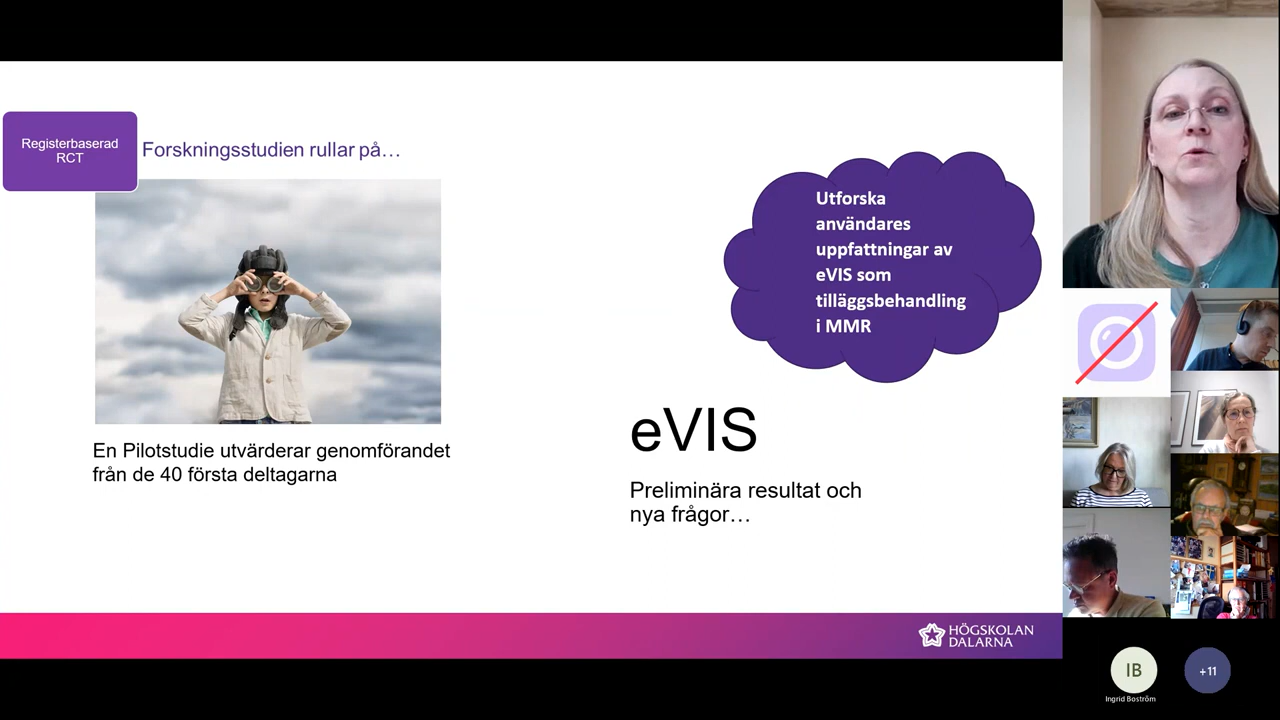 Registerbaserad
RCT
Forskningsstudien rullar på…
En Pilotstudie utvärderar genomförandet
från de 40 första deltagarna
Utforska
användares
uppfattningar av
eVIS som
tilläggsbehandling
i MMR
eVIS
Preliminära resultat och
nya frågor…
HÖGSKOLAN
DALARNA
IB
Ingrid Boström
+11